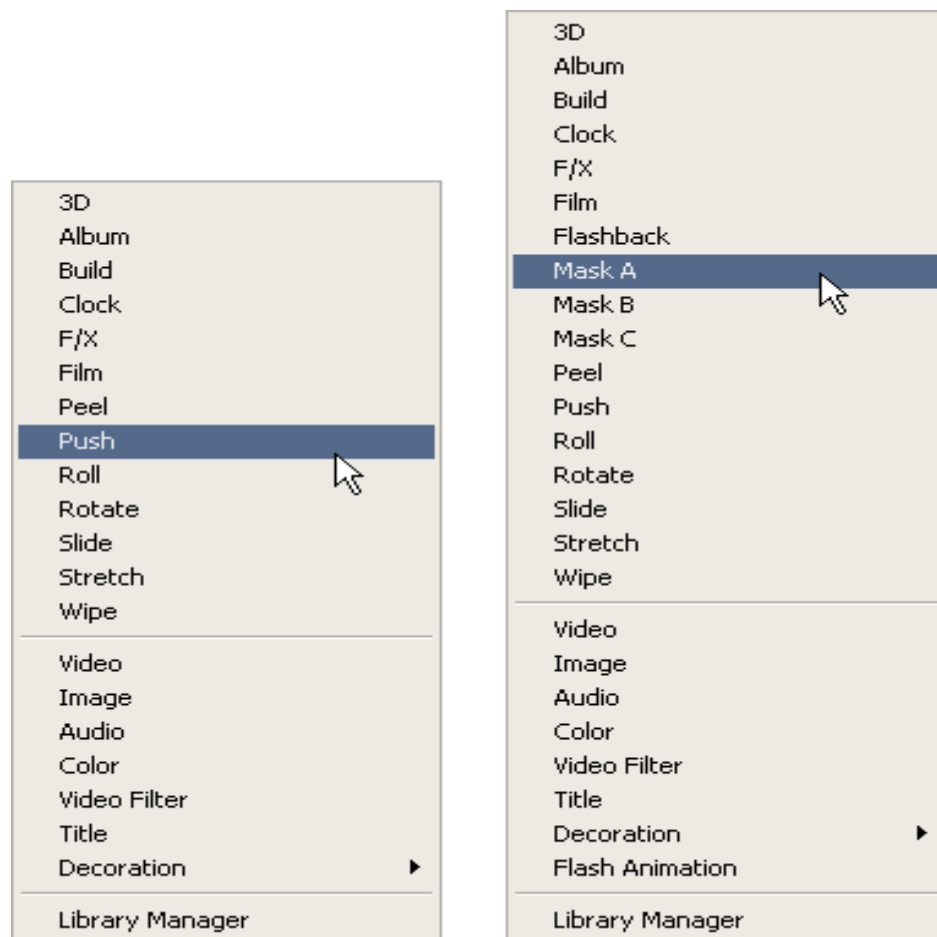 3D
Album
Build
Clock
F/X
Film
Peel
Push
Roll
Rotate
Slide
Stretch
Wipe
Video
Image
Audio
Color
Video Filter
Title
Decoration
Library Manager
3D
Album
Build
Clock
F/X
Film
Flashback
Mask A
Mask B
Mask C
Peel
Push
Roll
Rotate
Slide
Stretch
Wipe
Video
Image
Audio
Color
Video Filter
Title
Decoration
Flash Animation
Library Manager